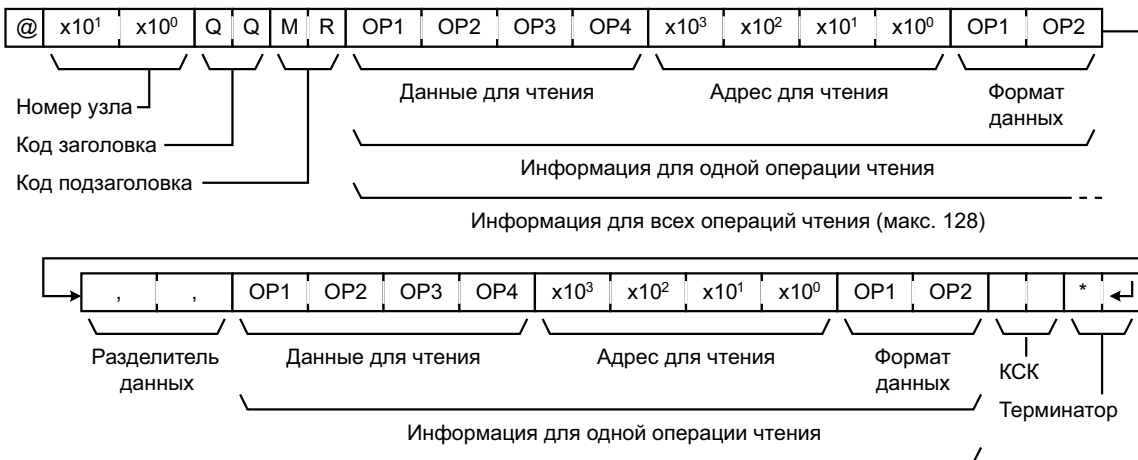 @ x10¹ x10⁰ Q Q M R OP1 OP2 OP3 OP4 x10³ x10² x10¹ x10⁰ OP1 OP2
Номер узла
Данные для чтения Адрес для чтения Формат данных
Код заголовка
Информация для одной операции чтения
Код подзаголовка
Информация для всех операций чтения (макс. 128)
, , OP1 OP2 OP3 OP4 x10³ x10² x10¹ x10⁰ OP1 OP2 * ↵
Разделитель данных Данные для чтения Адрес для чтения Формат данных КСК
Терминатор
Информация для одной операции чтения